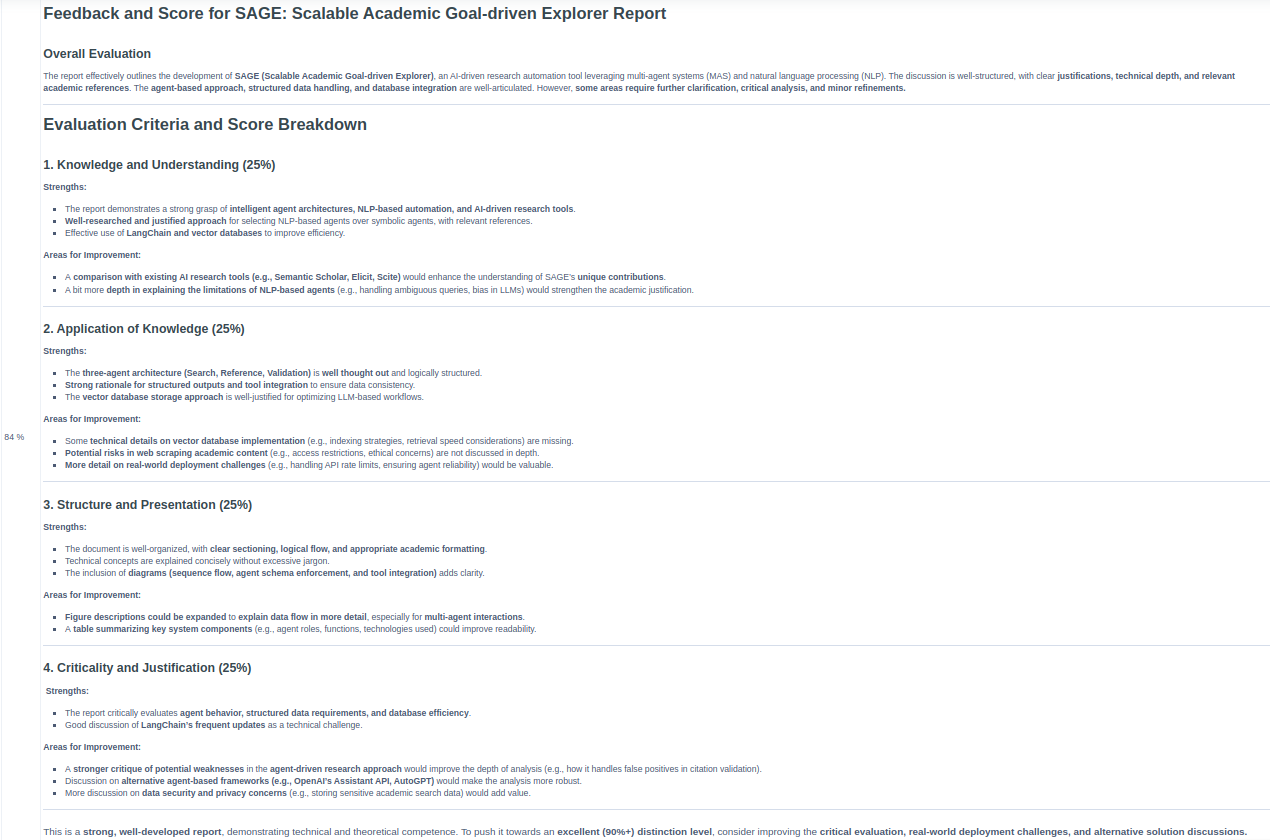 Feedback and Score for SAGE: Scalable Academic Goal-driven Explorer Report
Overall Evaluation
The report effectively outlines the development of SAGE (Scalable Academic Goal-driven Explorer), an AI-driven research automation tool leveraging multi-agent systems (MAS) and natural language processing (NLP). The discussion is well-structured, with clear justifications, technical depth, and relevant
academic references. The agent-based approach, structured data handling, and database integration are well-articulated. However, some areas require further clarification, critical analysis, and minor refinements.
Evaluation Criteria and Score Breakdown
1. Knowledge and Understanding (25%)
Strengths:
▪ The report demonstrates a strong grasp of intelligent agent architectures, NLP-based automation, and AI-driven research tools.
▪ Well-researched and justified approach for selecting NLP-based agents over symbolic agents, with relevant references.
▪ Effective use of LangChain and vector databases to improve efficiency.
Areas for Improvement:
▪ A comparison with existing AI research tools (e.g., Semantic Scholar, Elicit, Scite) would enhance the understanding of SAGE's unique contributions.
▪ A bit more depth in explaining the limitations of NLP-based agents (e.g., handling ambiguous queries, bias in LLMs) would strengthen the academic justification.
2. Application of Knowledge (25%)
Strengths:
▪ The three-agent architecture (Search, Reference, Validation) is well thought out and logically structured.
▪ Strong rationale for structured outputs and tool integration to ensure data consistency.
▪ The vector database storage approach is well-justified for optimizing LLM-based workflows.
Areas for Improvement:
84 %
▪ Some technical details on vector database implementation (e.g., indexing strategies, retrieval speed considerations) are missing.
▪ Potential risks in web scraping academic content (e.g., access restrictions, ethical concerns) are not discussed in depth.
▪ More detail on real-world deployment challenges (e.g., handling API rate limits, ensuring agent reliability) would be valuable.
3. Structure and Presentation (25%)
Strengths:
▪ The document is well-organized, with clear sectioning, logical flow, and appropriate academic formatting.
▪ Technical concepts are explained concisely without excessive jargon.
▪ The inclusion of diagrams (sequence flow, agent schema enforcement, and tool integration) adds clarity.
Areas for Improvement:
▪ Figure descriptions could be expanded to explain data flow in more detail, especially for multi-agent interactions.
▪ A table summarizing key system components (e.g., agent roles, functions, technologies used) could improve readability.
4. Criticality and Justification (25%)
Strengths:
▪ The report critically evaluates agent behavior, structured data requirements, and database efficiency.
▪ Good discussion of LangChain's frequent updates as a technical challenge.
Areas for Improvement:
▪ A stronger critique of potential weaknesses in the agent-driven research approach would improve the depth of analysis (e.g., how it handles false positives in citation validation).
▪ Discussion on alternative agent-based frameworks (e.g., OpenAI's Assistant API, AutoGPT) would make the analysis more robust.
▪ More discussion on data security and privacy concerns (e.g., storing sensitive academic search data) would add value.
This is a strong, well-developed report, demonstrating technical and theoretical competence. To push it towards an excellent (90%+) distinction level, consider improving the critical evaluation, real-world deployment challenges, and alternative solution discussions.